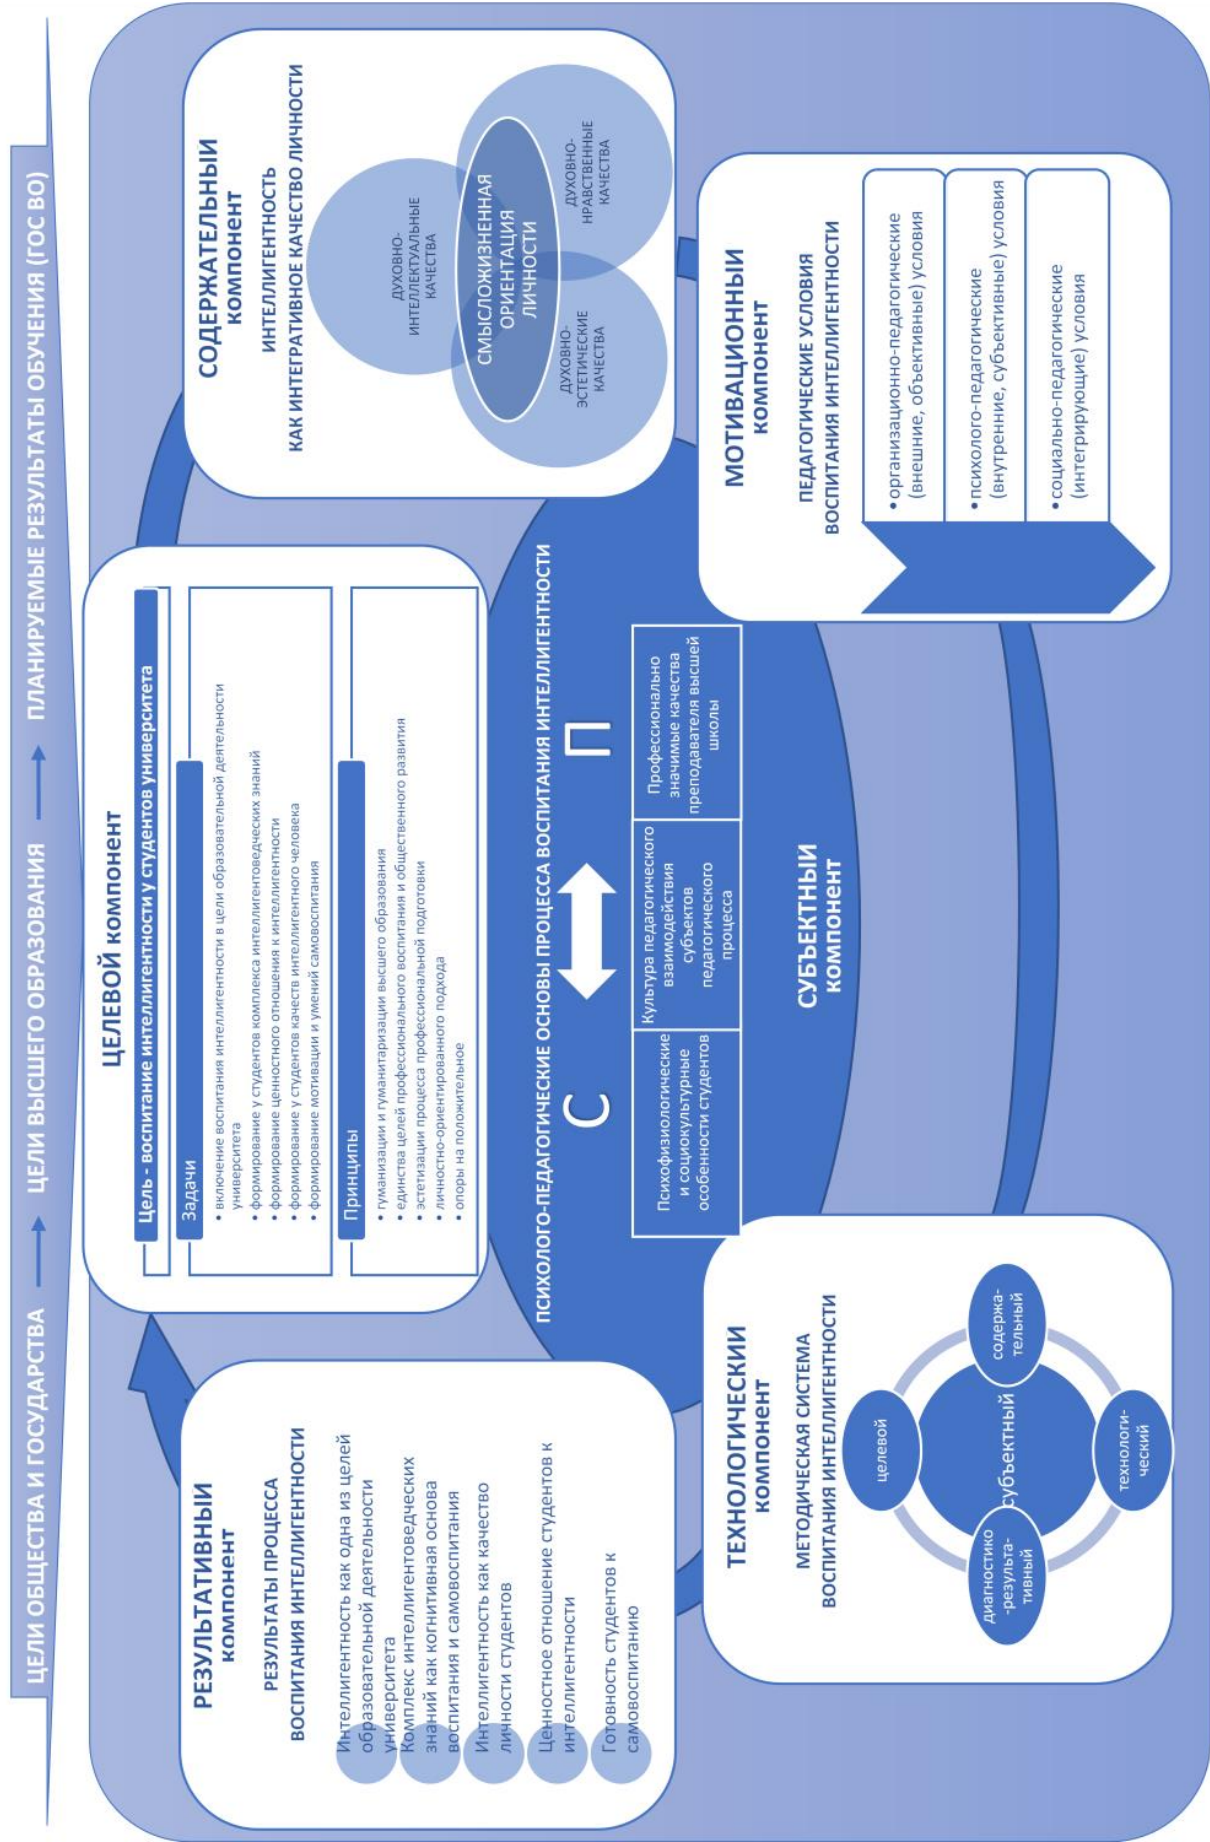 ЦЕЛИ ОБЩЕСТВА И ГОСУДАРСТВА
ЦЕЛИ ВЫСШЕГО ОБРАЗОВАНИЯ
ПЛАНИРУЕМЫЕ РЕЗУЛЬТАТЫ ОБУЧЕНИЯ (ГОС ВО)
ЦЕЛЕВОЙ компонент
Цель - воспитание интеллигентности у студентов университета
Задачи
• включение воспитания интеллигентности в цели образовательной деятельности
университета
• формирование у студентов комплекса интеллигентоведческих знаний
• формирование ценностного отношения к интеллигентности
• формирование у студентов качеств интеллигентного человека
• формирование мотивации и умений самовоспитания
Принципы
• гуманизации и гуманитаризации высшего образования
• единства целей профессионального воспитания и общественного развития
• эстетизации процесса профессиональной подготовки
• личностно-ориентированного подхода
• опоры на положительное
СОДЕРЖАТЕЛЬНЫЙ
компонент
ИНТЕЛЛИГЕНТНОСТЬ
КАК ИНТЕГРАТИВНОЕ КАЧЕСТВО ЛИЧНОСТИ
ДУХОВНО-
ИНТЕЛЛЕКТУАЛЬНЫЕ
КАЧЕСТВА
СМЫСЛОЖИЗНЕННАЯ
ОРИЕНТАЦИЯ
ЛИЧНОСТИ
ДУХОВНО-
ЭСТЕТИЧЕСКИЕ
КАЧЕСТВА
ДУХОВНО-
НРАВСТВЕННЫЕ
КАЧЕСТВА
МОТИВАЦИОННЫЙ
компонент
ПЕДАГОГИЧЕСКИЕ УСЛОВИЯ
ВОСПИТАНИЯ ИНТЕЛЛИГЕНТНОСТИ
• организационно-педагогические
(внешние, объективные) условия
• психолого-педагогические
(внутренние, субъективные) условия
• социально-педагогические
(интегрирующие) условия
ПСИХОЛОГО-ПЕДАГОГИЧЕСКИЕ ОСНОВЫ ПРОЦЕССА ВОСПИТАНИЯ ИНТЕЛЛИГЕНТНОСТИ
С
П
Психофизиологические
и социокультурные
особенности студентов
Культура педагогического
взаимодействия
субъектов
педагогического
процесса
Профессионально
значимые качества
преподавателя высшей
школы
СУБЪЕКТНЫЙ
компонент
ТЕХНОЛОГИЧЕСКИЙ
компонент
МЕТОДИЧЕСКАЯ СИСТЕМА
ВОСПИТАНИЯ ИНТЕЛЛИГЕНТНОСТИ
целевой
содержа-
тельный
субъектный
диагностико
-результа-
тивный
технологи-
ческий
РЕЗУЛЬТАТИВНЫЙ
компонент
РЕЗУЛЬТАТЫ ПРОЦЕССА
ВОСПИТАНИЯ ИНТЕЛЛИГЕНТНОСТИ
Интеллигентность как одна из целей
образовательной деятельности
университета
Комплекс интеллигентоведческих
знаний как когнитивная основа
воспитания и самовоспитания
Интеллигентность как качество
личности студентов
Ценностное отношение студентов к
интеллигентности
Готовность студентов к
самовоспитанию